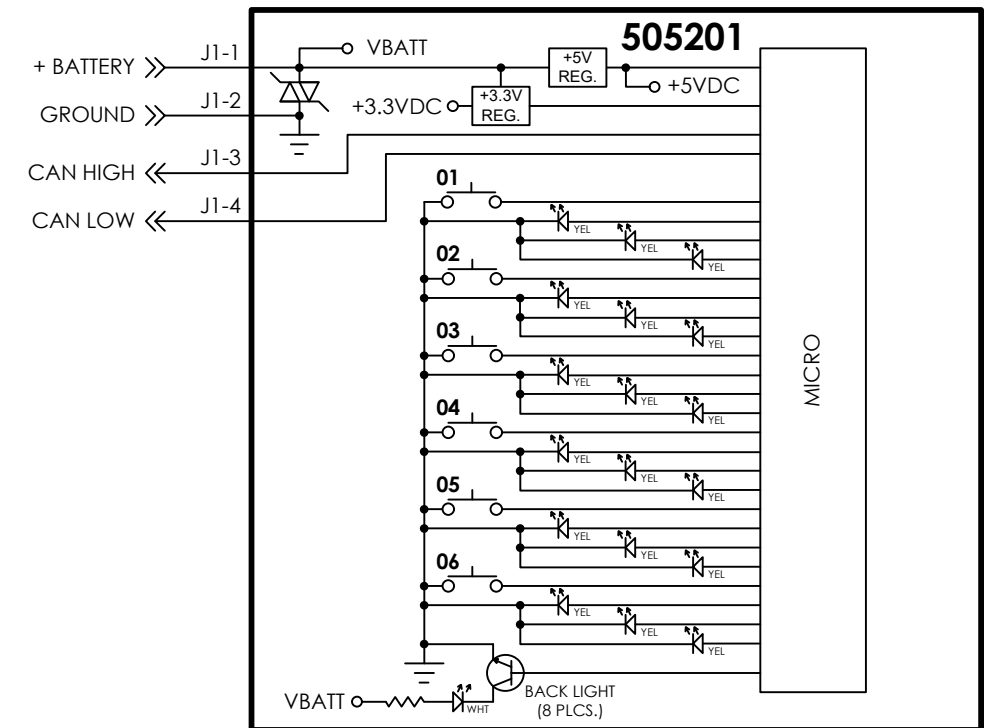 505201
+ BATTERY
J1-1
VBATT
+5V
REG.
+5VDC
GROUND
J1-2
+3.3VDC
+3.3V
REG.
CAN HIGH
J1-3
CAN LOW
J1-4
MICRO
01
YEL
YEL
YEL
02
YEL
YEL
YEL
03
YEL
YEL
YEL
04
YEL
YEL
YEL
05
YEL
YEL
YEL
06
YEL
YEL
YEL
VBATT
WHT
BACK LIGHT
(8 PLCS.)